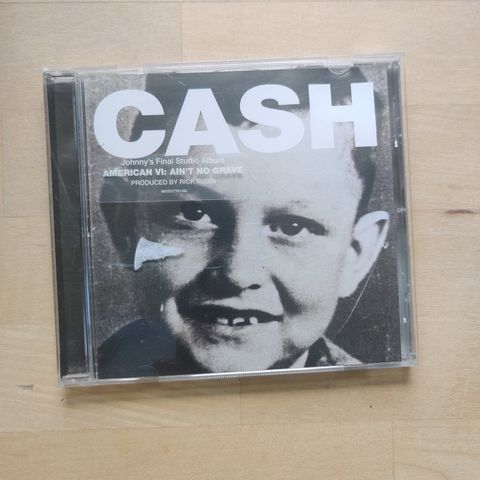 CASH
Johnny's Final Studio Album
AMERICAN VI: AIN'T NO GRAVE
PRODUCED BY RICK RUBIN